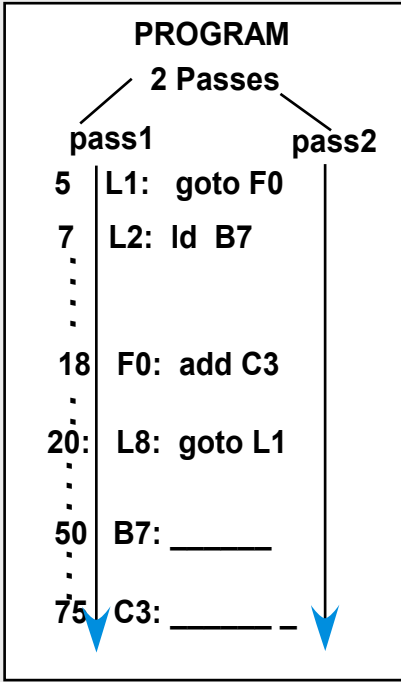 PROGRAM
2 Passes
pass1 pass2
5 L1: goto F0
7 L2: ld B7
18 F0: add C3
20: L8: goto L1
50 B7: ______
75 C3: ______ _